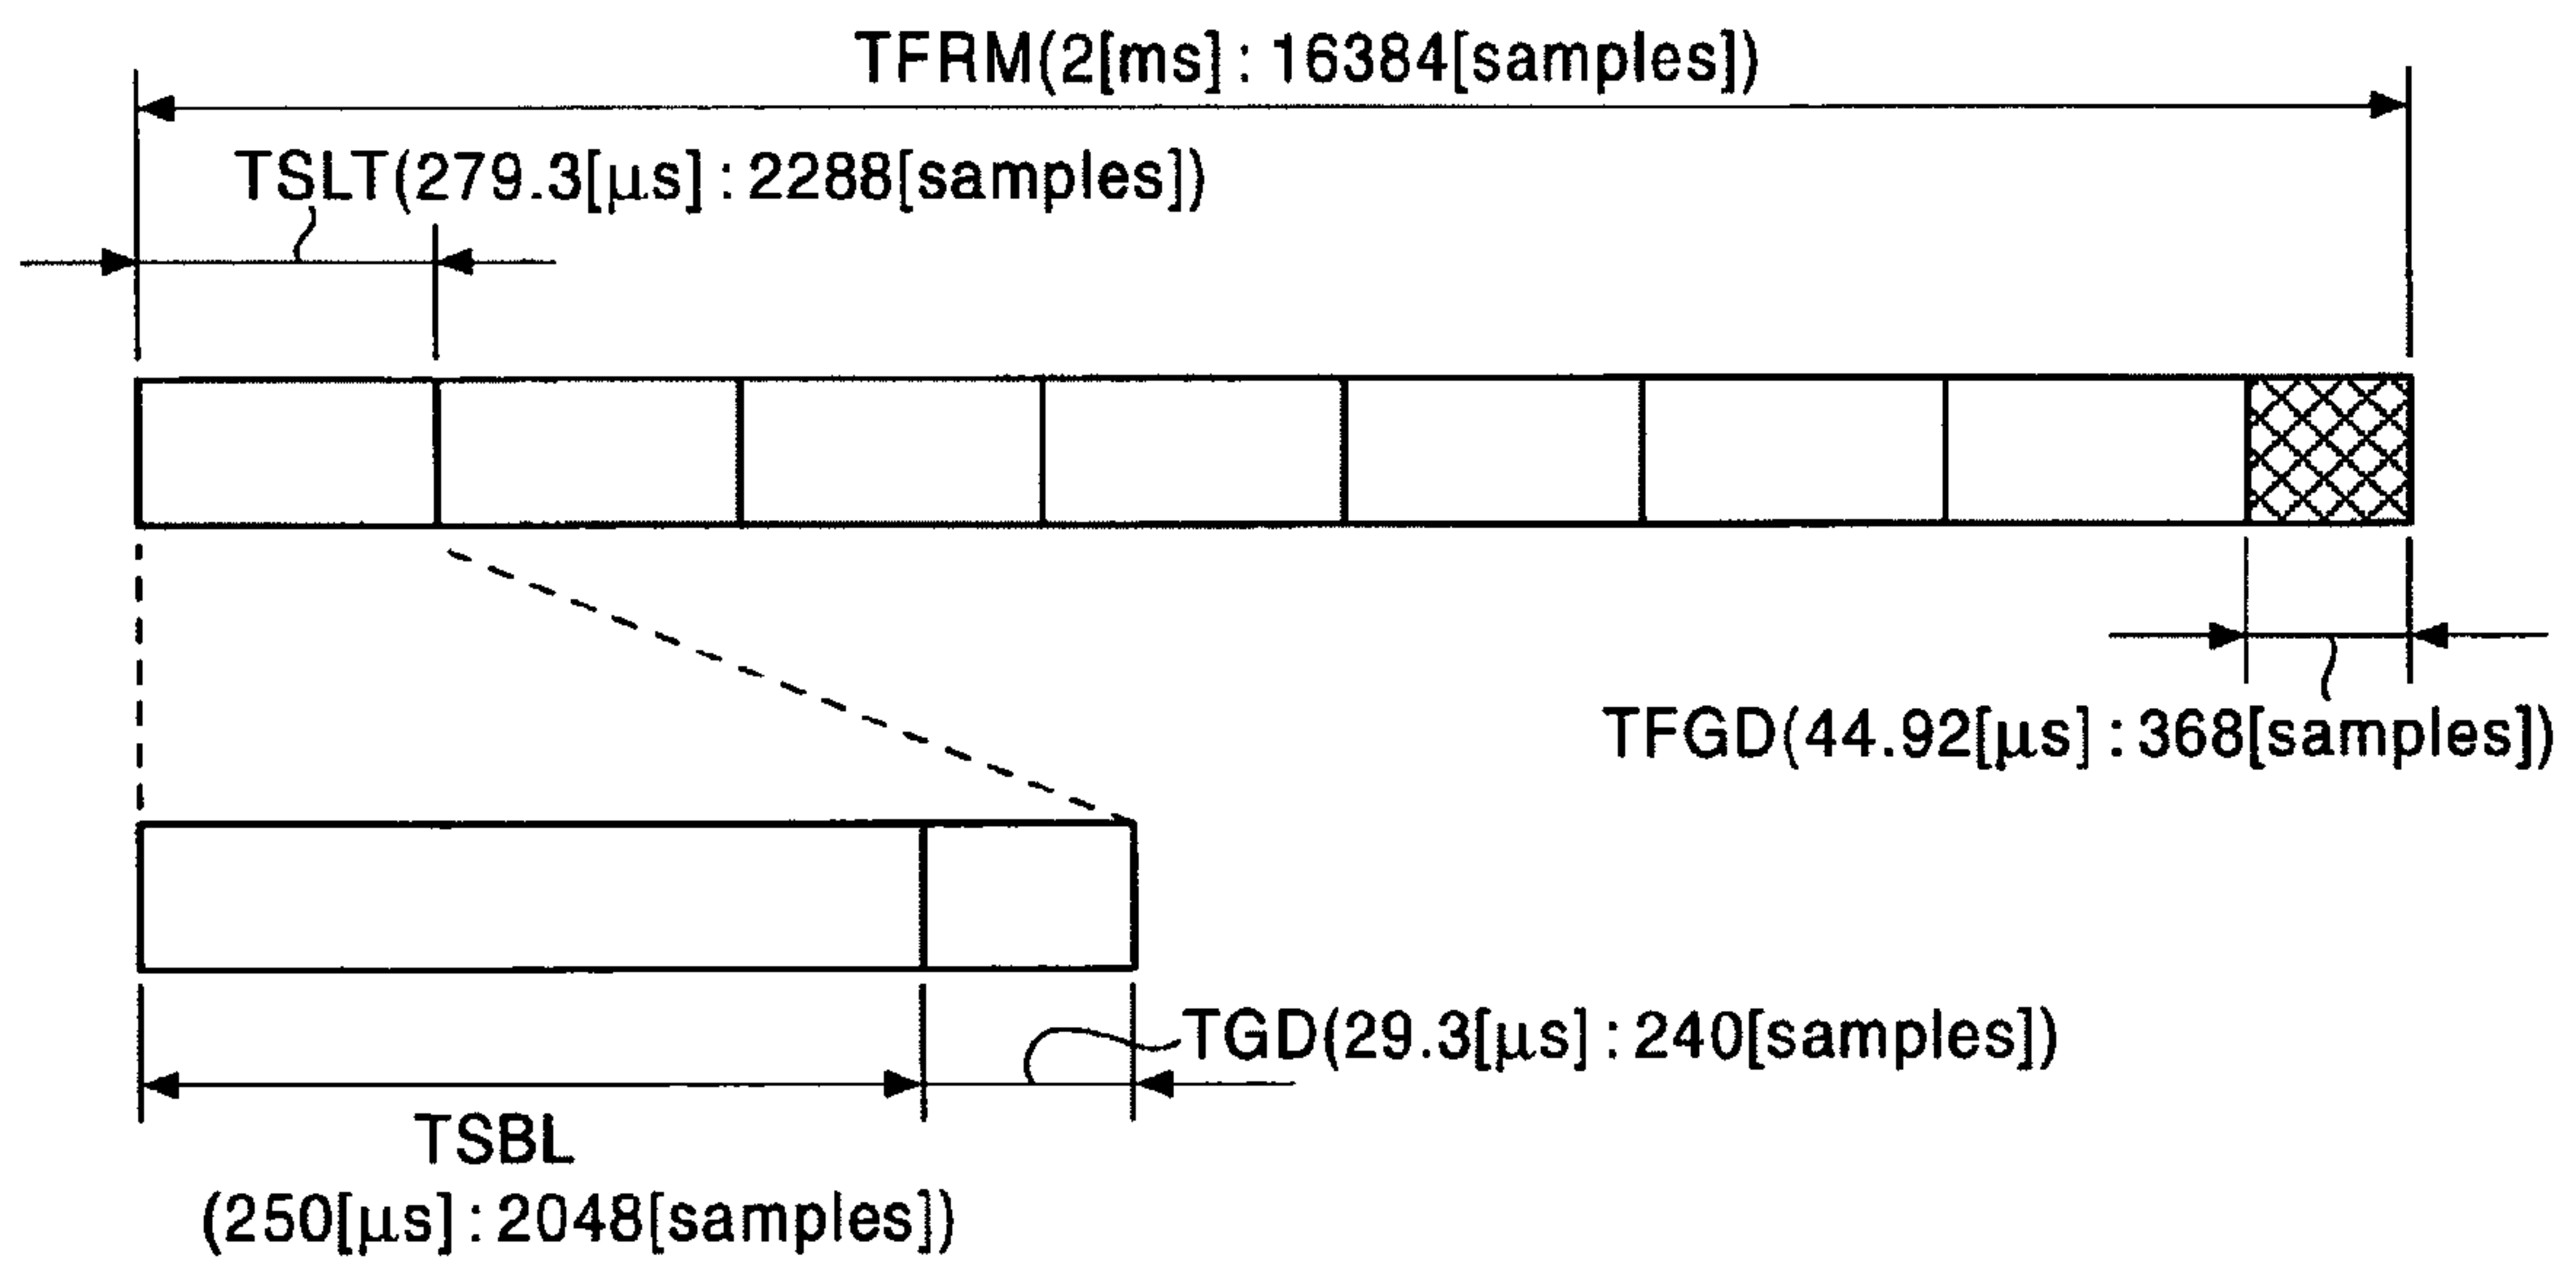 TFRM(2[ms]:16384[samples])
TSLT(279.3[μs]:2288[samples])
TFGD(44.92[μs]:368[samples])
TGD(29.3[μs]:240[samples])
TSBL
(250[μs]:2048[samples])